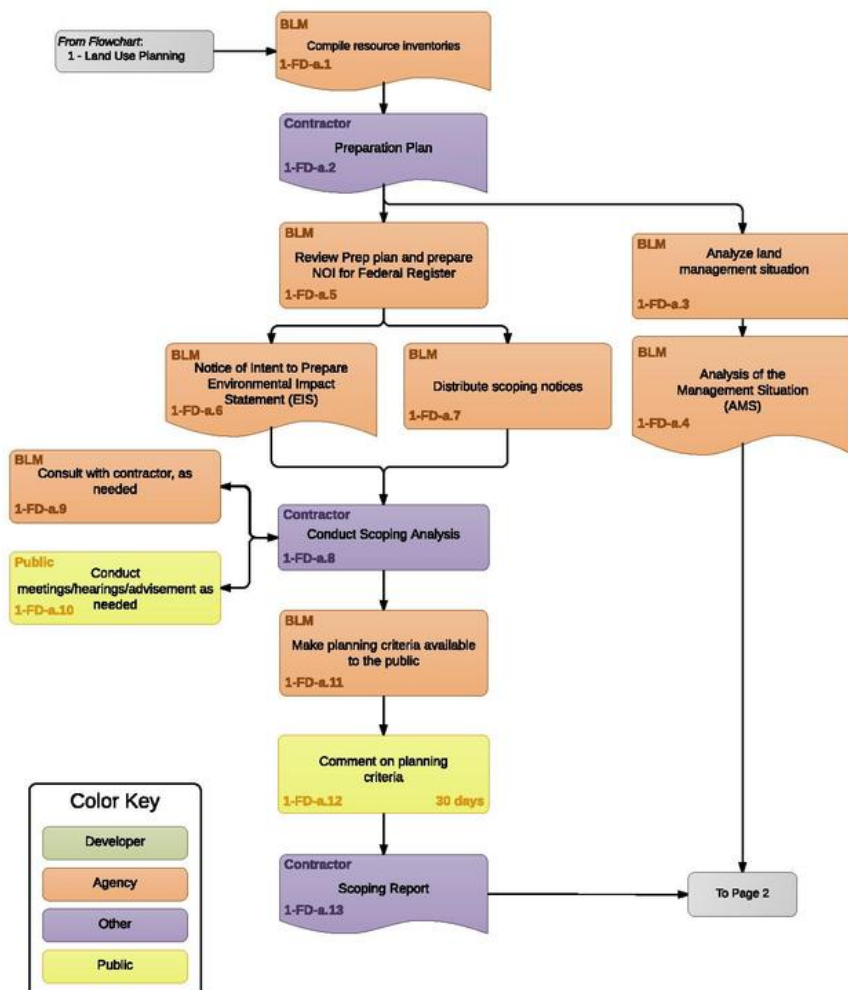 From Flowchart:
1 - Land Use Planning
BLM
Compile resource inventories
1-FD-a.1
Contractor
Preparation Plan
1-FD-a.2
BLM
Review Prep plan and prepare
NOI for Federal Register
1-FD-a.5
BLM
Analyze land
management situation
1-FD-a.3
BLM
Notice of Intent to Prepare
Environmental Impact
Statement (EIS)
1-FD-a.6
BLM
Distribute scoping notices
1-FD-a.7
BLM
Analysis of the
Management Situation
(AMS)
1-FD-a.4
BLM
Consult with contractor, as
needed
1-FD-a.9
Contractor
Conduct Scoping Analysis
1-FD-a.8
Public
Conduct
meetings/hearings/advisement as
needed
1-FD-a.10
BLM
Make planning criteria available
to the public
1-FD-a.11
Comment on planning
criteria
1-FD-a.12 30 days
Contractor
Scoping Report
1-FD-a.13
To Page 2
Color Key
Developer
Agency
Other
Public